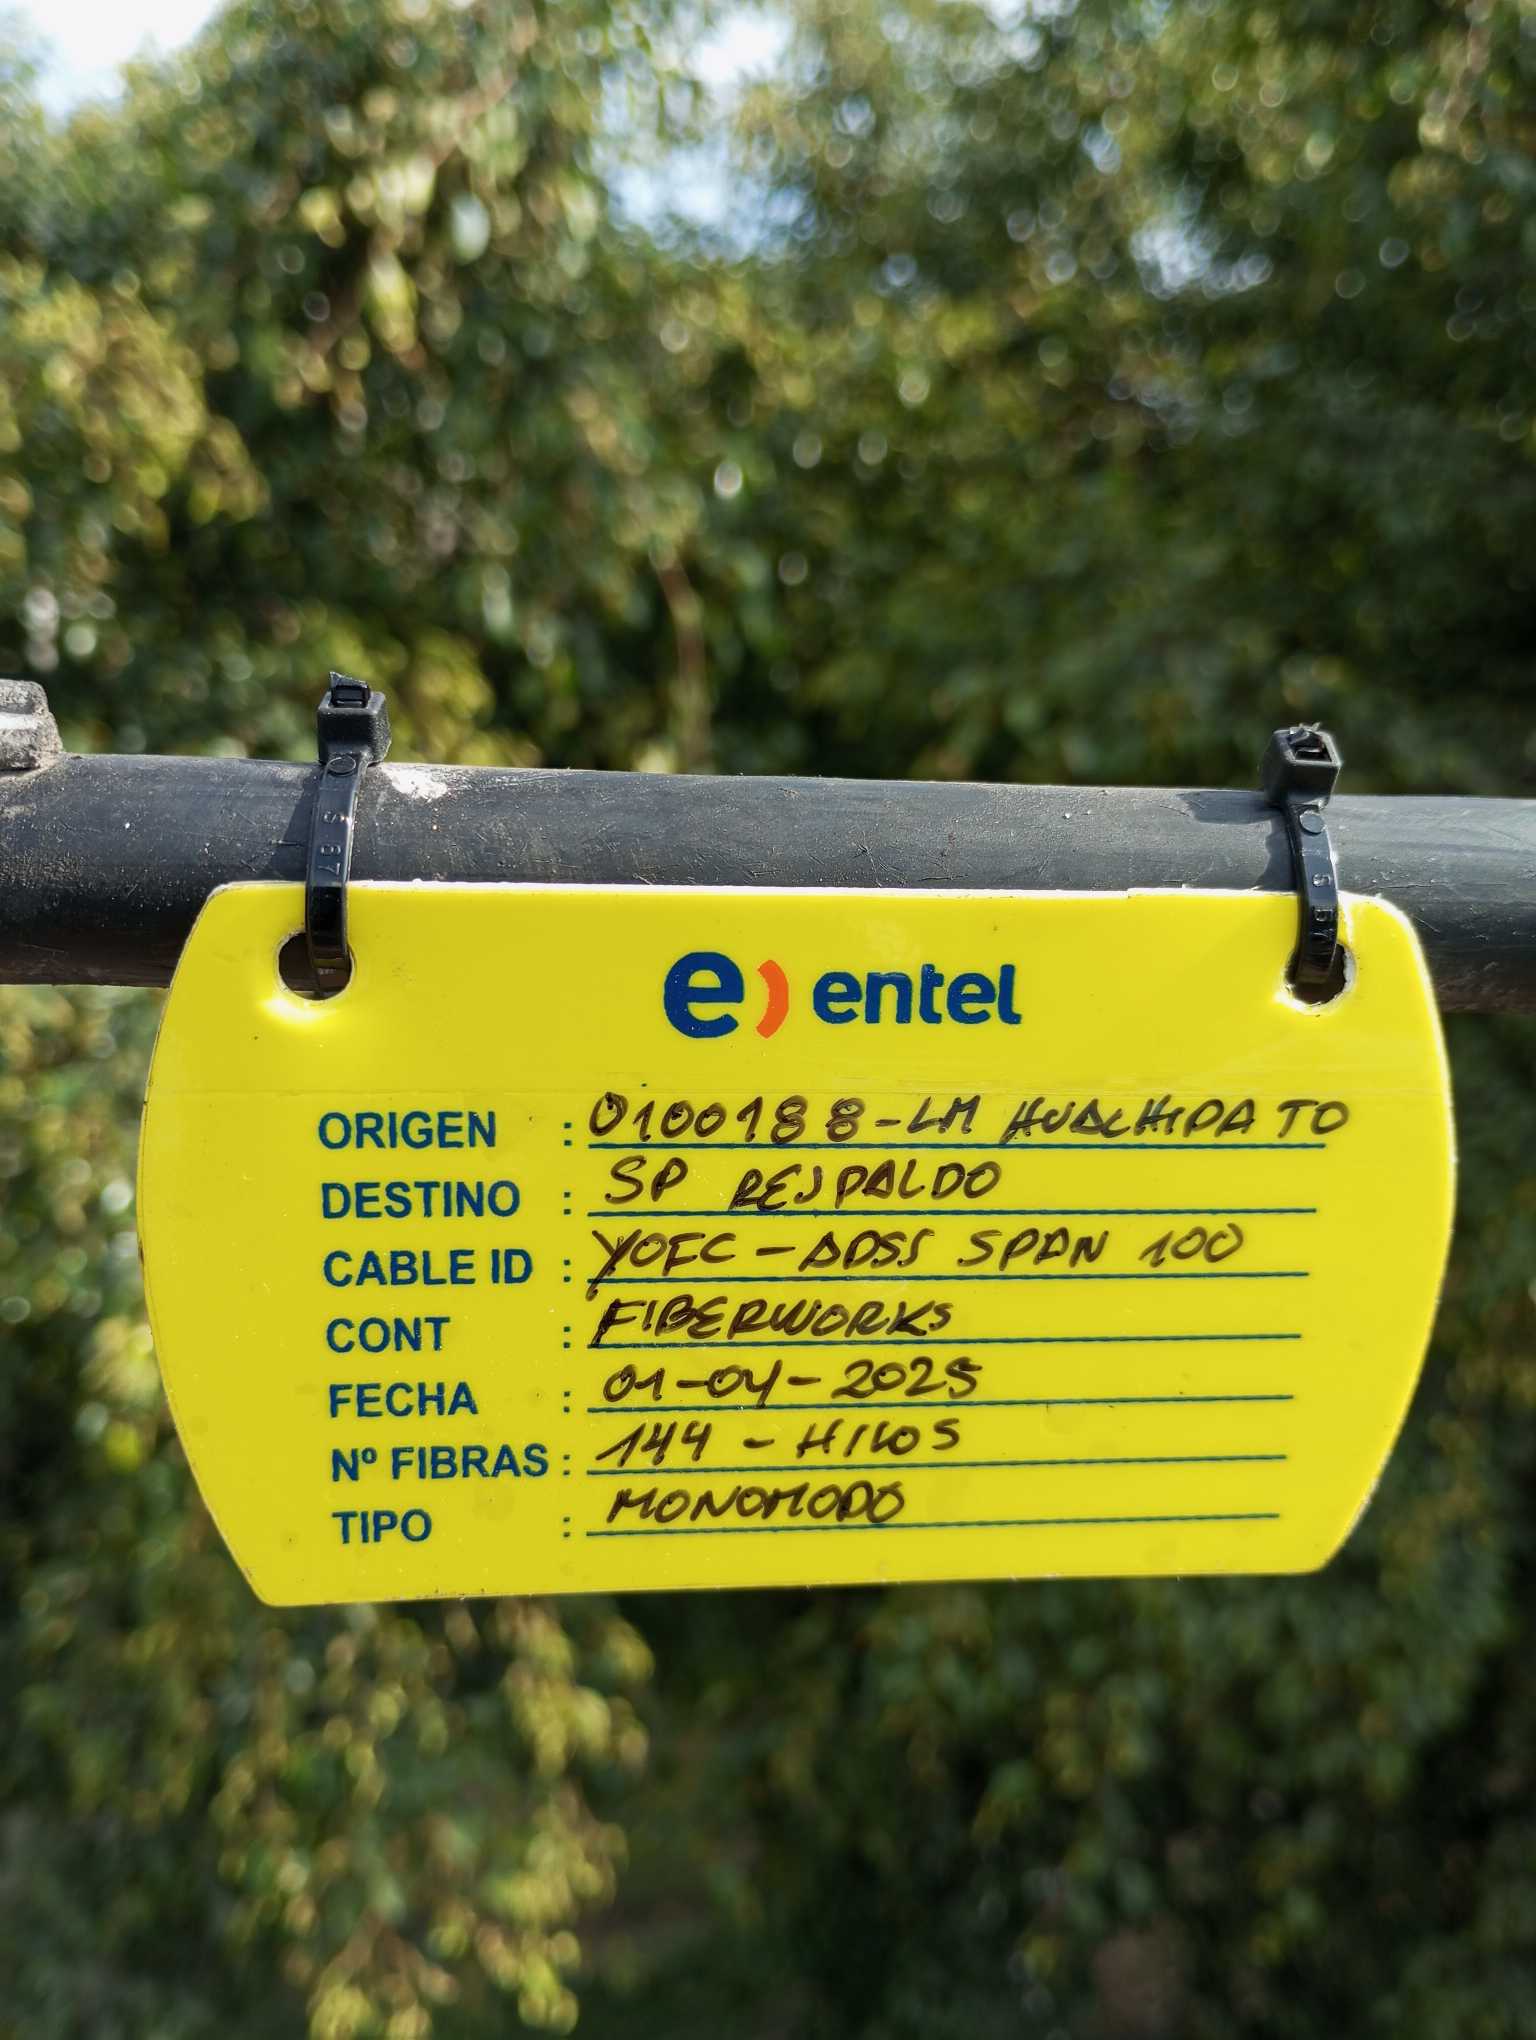 e) entel
ORIGEN : 0100188-LM HUACHIPATO
DESTINO : SP RESPALDO
CABLE ID : YOFC - ADSS SPAN 100
CONT : FIBERWORKS
FECHA : 01-04-2025
Nº FIBRAS : 144 - HILOS
TIPO : MONOMODO